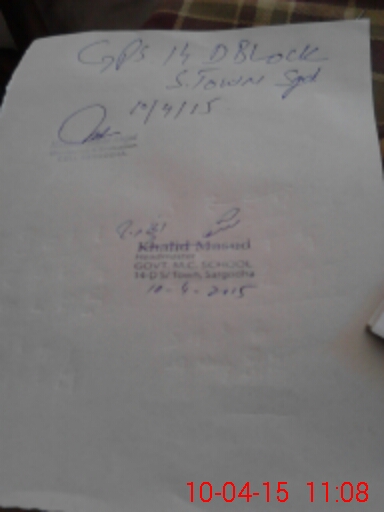 GPS 14 D BLOCK
S.TOWN Sgd
10/4/15
Khalid Masud
Headmaster
GOVT. M.C. SCHOOL
14-D S/Town, Sargodha
10-4-2015
10-04-15 11:08